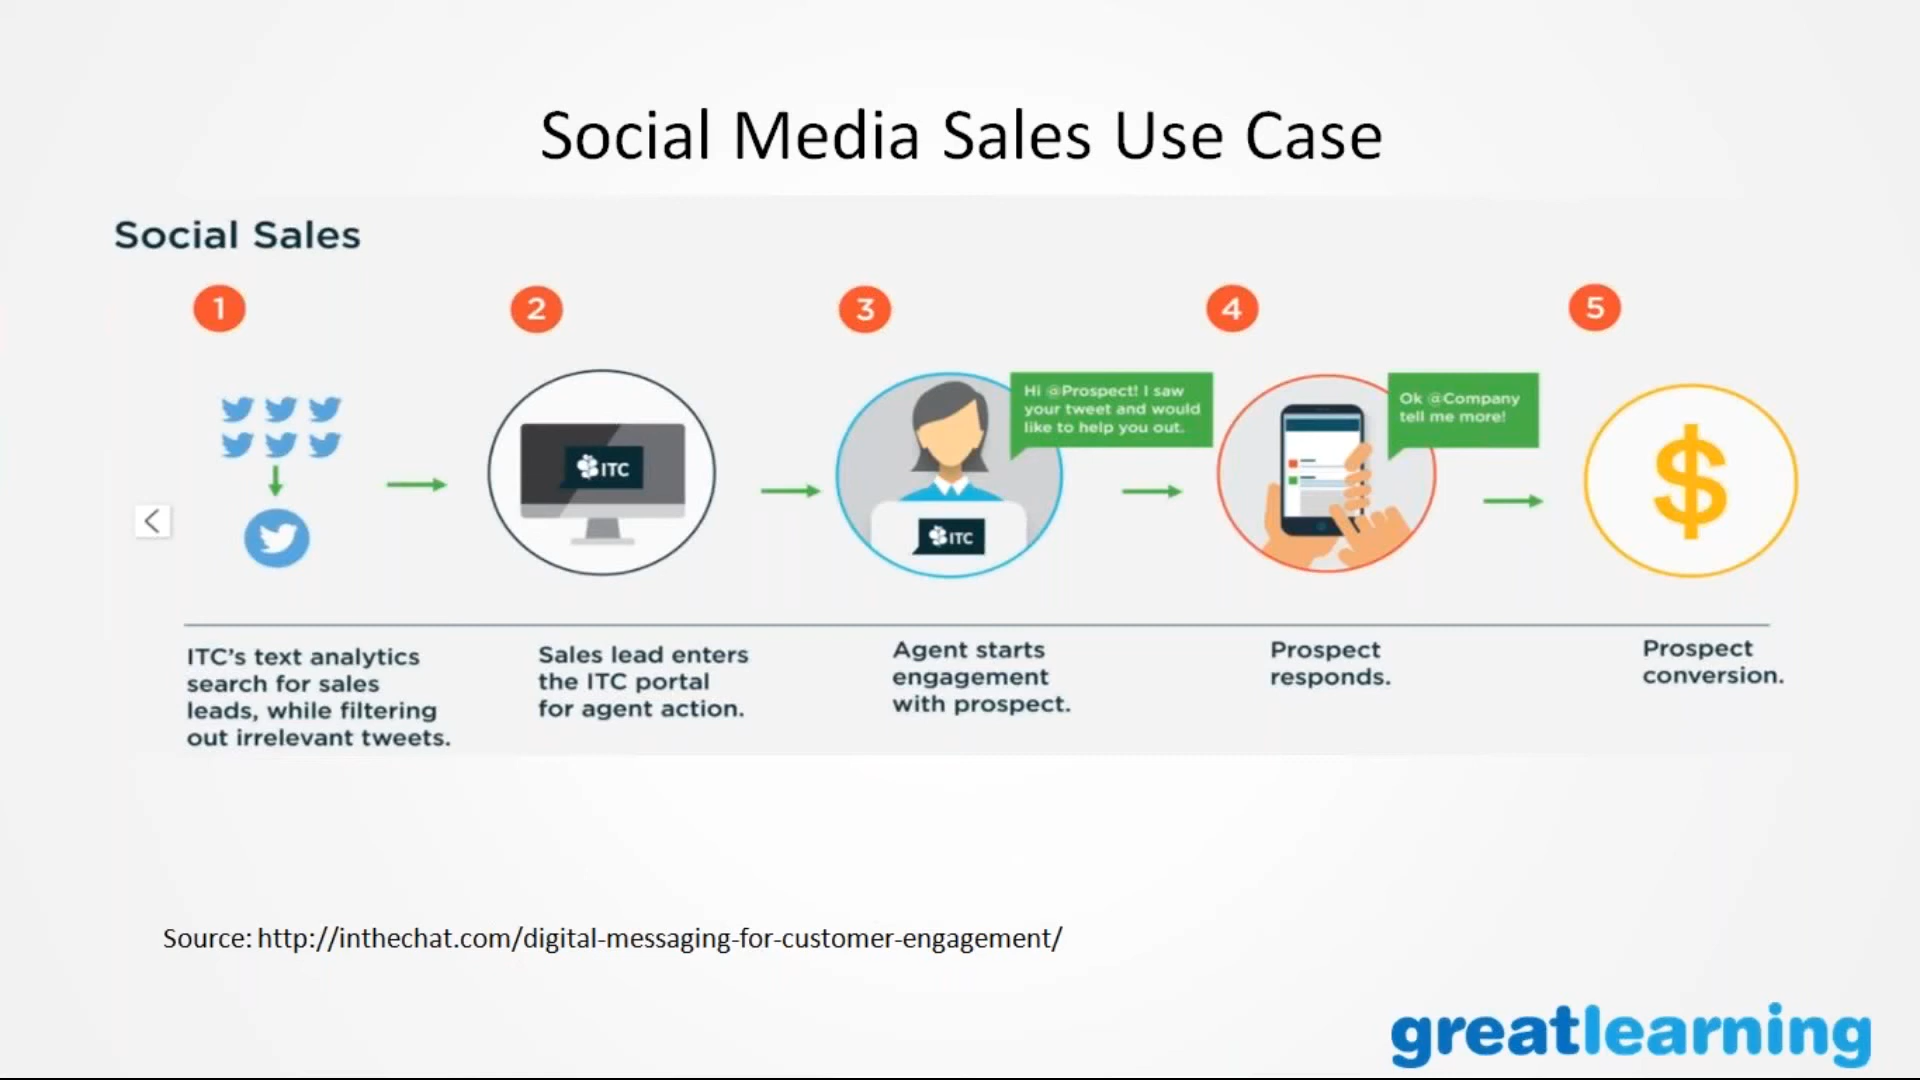 Social Media Sales Use Case
Social Sales
1
2
3
4
5
ITC
Hi @Prospect! I saw
your tweet and would
like to help you out.
ITC
Ok @Company
tell me more!
$
ITC's text analytics
search for sales
leads, while filtering
out irrelevant tweets.
Sales lead enters
the ITC portal
for agent action.
Agent starts
engagement
with prospect.
Prospect
responds.
Prospect
conversion.
Source: http://inthechat.com/digital-messaging-for-customer-engagement/
greatlearning